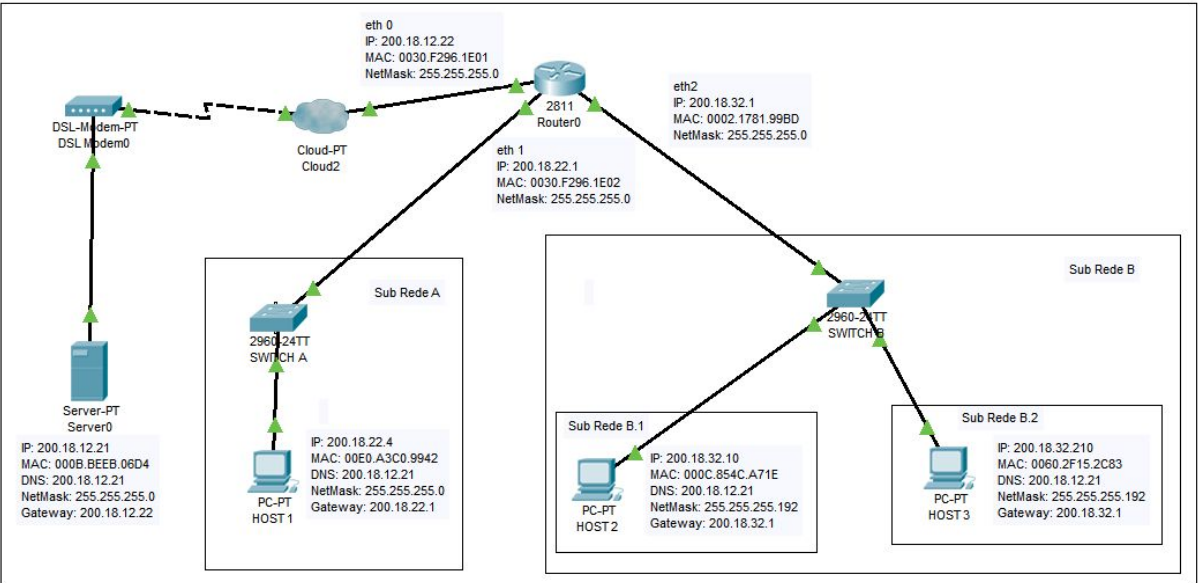 eth 0
IP: 200.18.12.22
MAC: 0030.F296.1E01
NetMask: 255.255.255.0
2811
Router0
eth2
IP: 200.18.32.1
MAC: 0002.1781.99BD
NetMask: 255.255.255.0
DSL-Modem-PT
DSL Modem0
Cloud-PT
Cloud2
eth 1
IP: 200.18.22.1
MAC: 0030.F296.1E02
NetMask: 255.255.255.0
Sub Rede A
2960-24TT
SWITCH A
Sub Rede B
2960-24TT
SWITCH B
Server-PT
Server0
IP: 200.18.12.21
MAC: 000B.BEEB.06D4
DNS: 200.18.12.21
NetMask: 255.255.255.0
Gateway: 200.18.12.22
PC-PT
HOST 1
IP: 200.18.22.4
MAC: 00E0.A3C0.9942
DNS: 200.18.12.21
NetMask: 255.255.255.0
Gateway: 200.18.22.1
Sub Rede B.1
PC-PT
HOST 2
IP: 200.18.32.10
MAC: 000C.854C.A71E
DNS: 200.18.12.21
NetMask: 255.255.255.192
Gateway: 200.18.32.1
Sub Rede B.2
PC-PT
HOST 3
IP: 200.18.32.210
MAC: 0060.2F15.2C83
DNS: 200.18.12.21
NetMask: 255.255.255.192
Gateway: 200.18.32.1